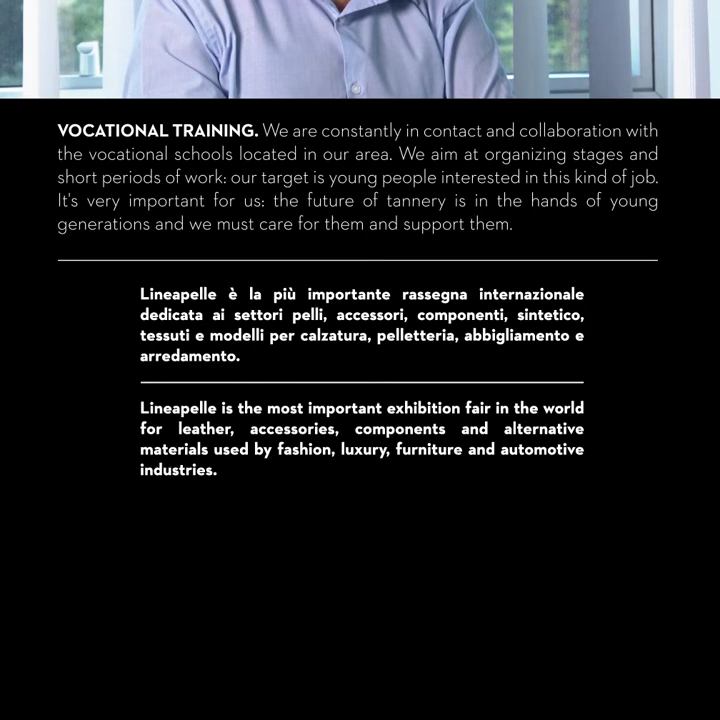 VOCATIONAL TRAINING. We are constantly in contact and collaboration with
the vocational schools located in our area. We aim at organizing stages and
short periods of work: our target is young people interested in this kind of job.
It's very important for us: the future of tannery is in the hands of young
generations and we must care for them and support them.
Lineapelle è la più importante rassegna internazionale
dedicata ai settori pelli, accessori, componenti, sintetico,
tessuti e modelli per calzatura, pelletteria, abbigliamento e
arredamento.
Lineapelle is the most important exhibition fair in the world
for leather, accessories, components and alternative
materials used by fashion, luxury, furniture and automotive
industries.